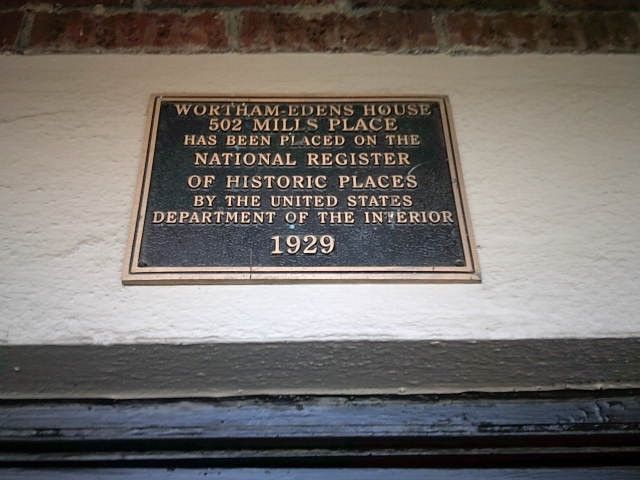 WORTHAM-EDENS HOUSE
502 MILLS PLACE
HAS BEEN PLACED ON THE
NATIONAL REGISTER
OF HISTORIC PLACES
BY THE UNITED STATES
DEPARTMENT OF THE INTERIOR
1929